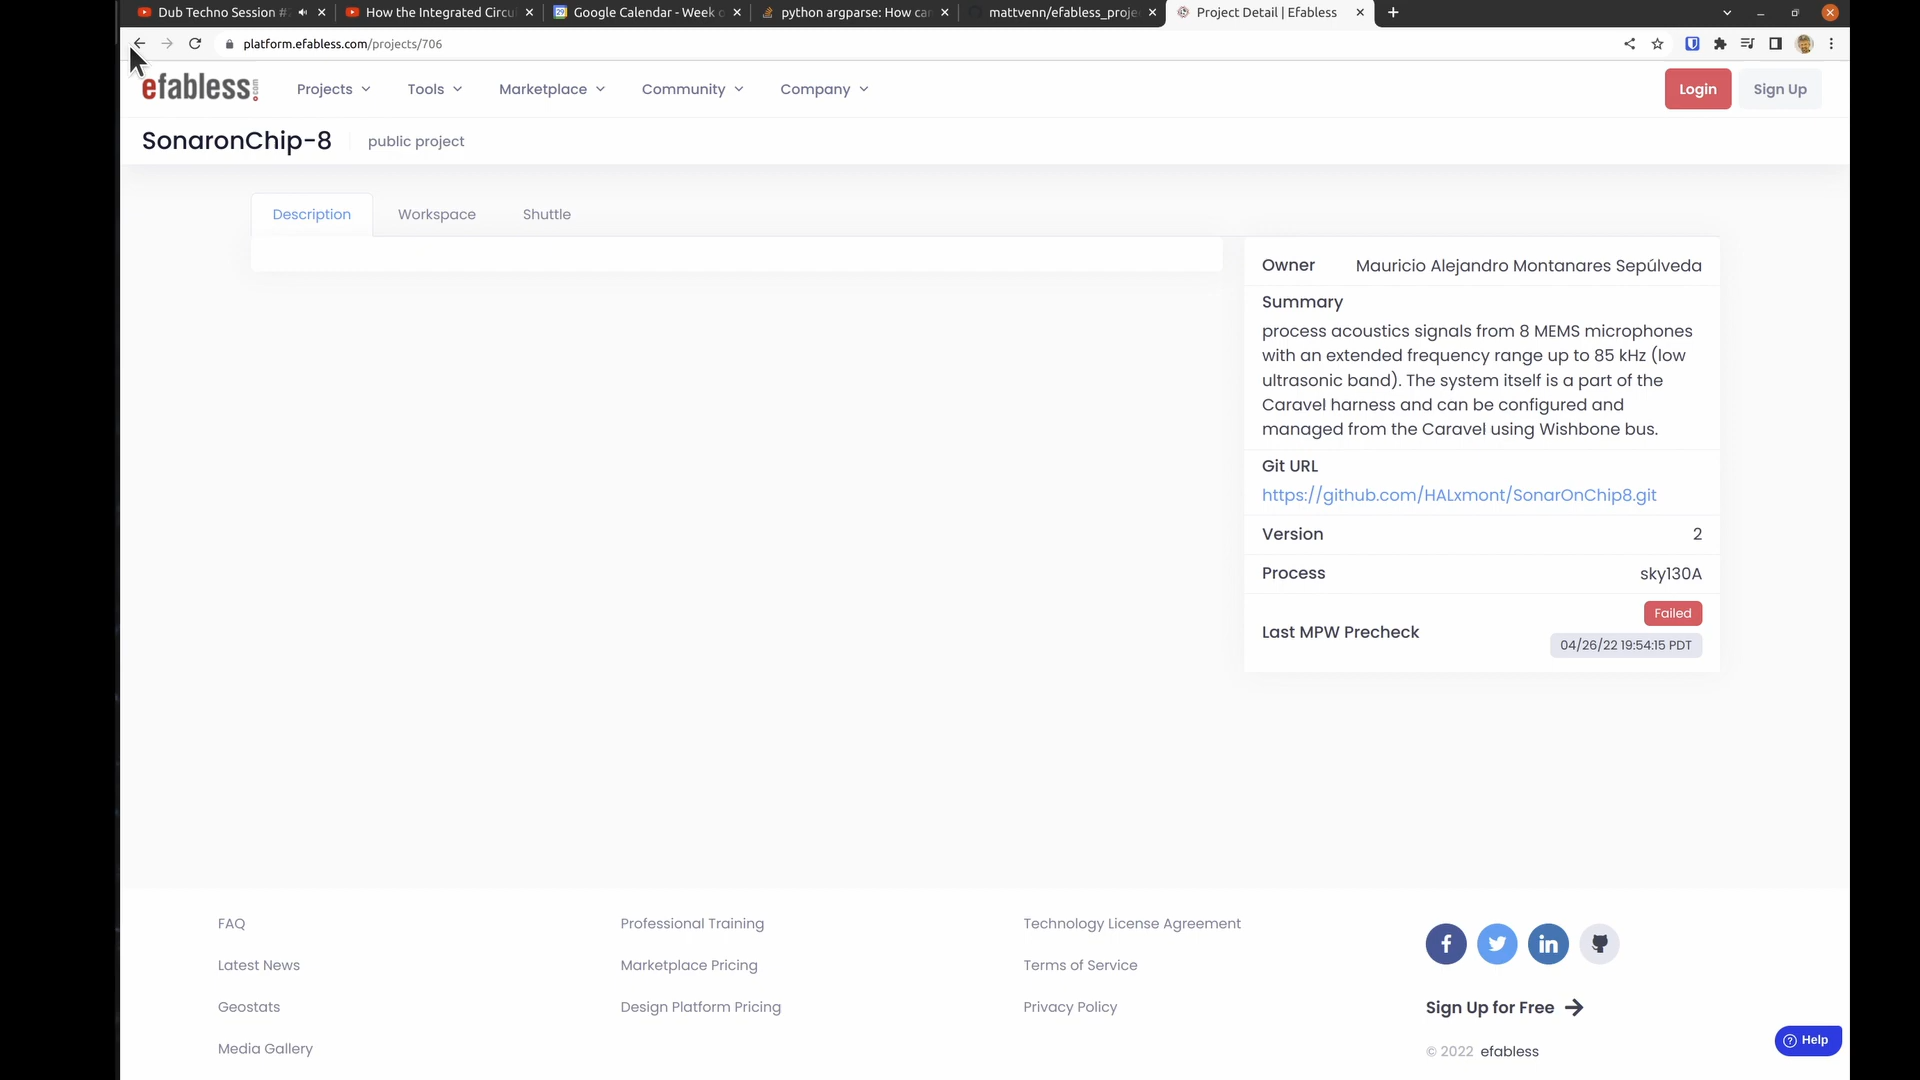 Dub Techno Session #
How the Integrated Circu
Google Calendar - Week o
python argparse: How can
mattvenn/efabless_proje
Project Detail | Efabless
platform.efabless.com/projects/706
efabless.com
Projects
Tools
Marketplace
Community
Company
Login
Sign Up
SonaronChip-8
public project
Description
Workspace
Shuttle
Owner
Mauricio Alejandro Montanares Sepúlveda
Summary
process acoustics signals from 8 MEMS microphones
with an extended frequency range up to 85 kHz (low
ultrasonic band). The system itself is a part of the
Caravel harness and can be configured and
managed from the Caravel using Wishbone bus.
Git URL
https://github.com/HALxmont/SonarOnChip8.git
Version
2
Process
sky130A
Last MPW Precheck
Failed
04/26/22 19:54:15 PDT
FAQ
Latest News
Geostats
Media Gallery
Professional Training
Marketplace Pricing
Design Platform Pricing
Technology License Agreement
Terms of Service
Privacy Policy
Sign Up for Free
© 2022 efabless
Help